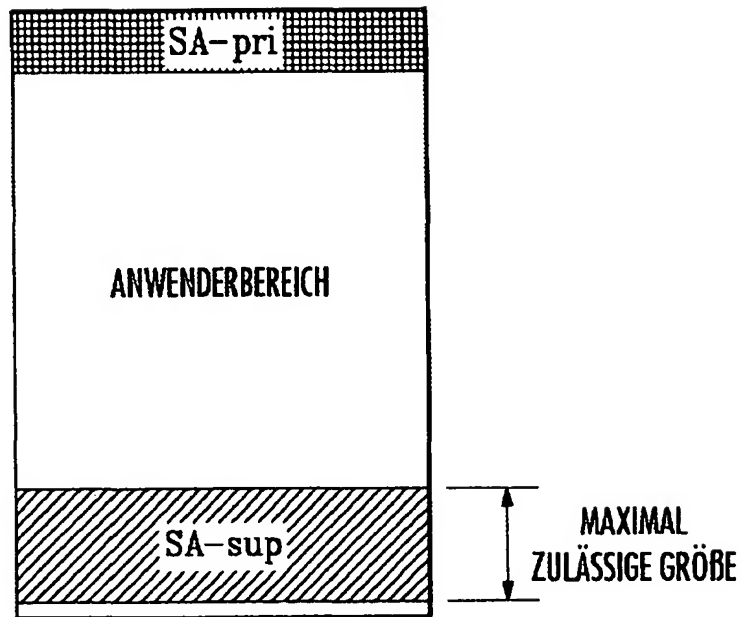 SA-pri
ANWENDERBEREICH
SA-sup
MAXIMAL
ZULÄSSIGE GRÖßE